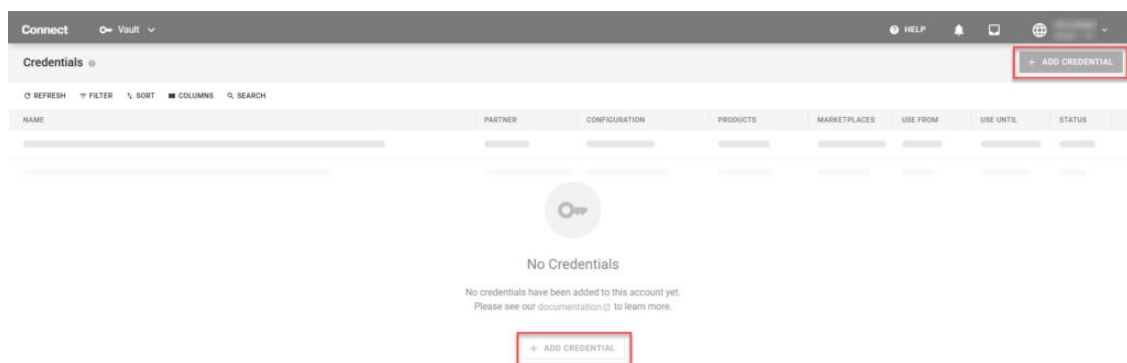 Connect Vault HELP
Credentials + ADD CREDENTIAL
REFRESH FILTER SORT COLUMNS SEARCH
NAME PARTNER CONFIGURATION PRODUCTS MARKETPLACES USE FROM USE UNTIL STATUS
No Credentials
No credentials have been added to this account yet.
Please see our documentation to learn more.
+ ADD CREDENTIAL